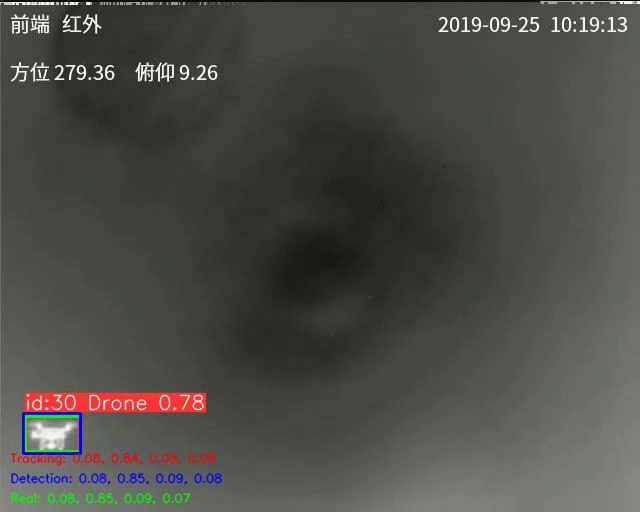 前端 红外 2019-09-25 10:19:13
方位 279.36 俯仰 9.26
id:30 Drone 0.78
Tracking: 0.08, 0.84, 0.08, 0.08
Detection: 0.08, 0.85, 0.09, 0.08
Real: 0.08, 0.85, 0.09, 0.07